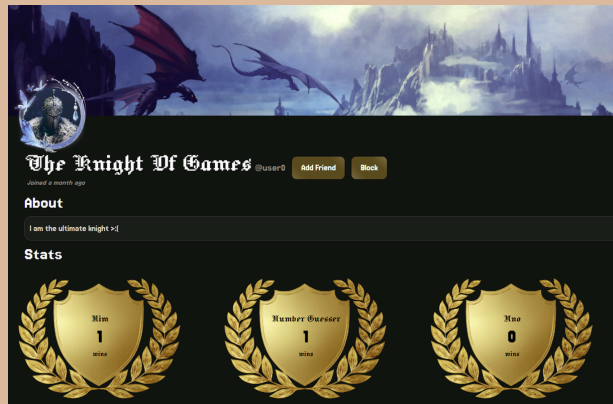 The Knight Of Games @user0 Add Friend Block
Joined a month ago
About
I am the ultimate knight >:(
Stats
Nim
1
wins
Number Guesser
1
wins
Uno
0
wins